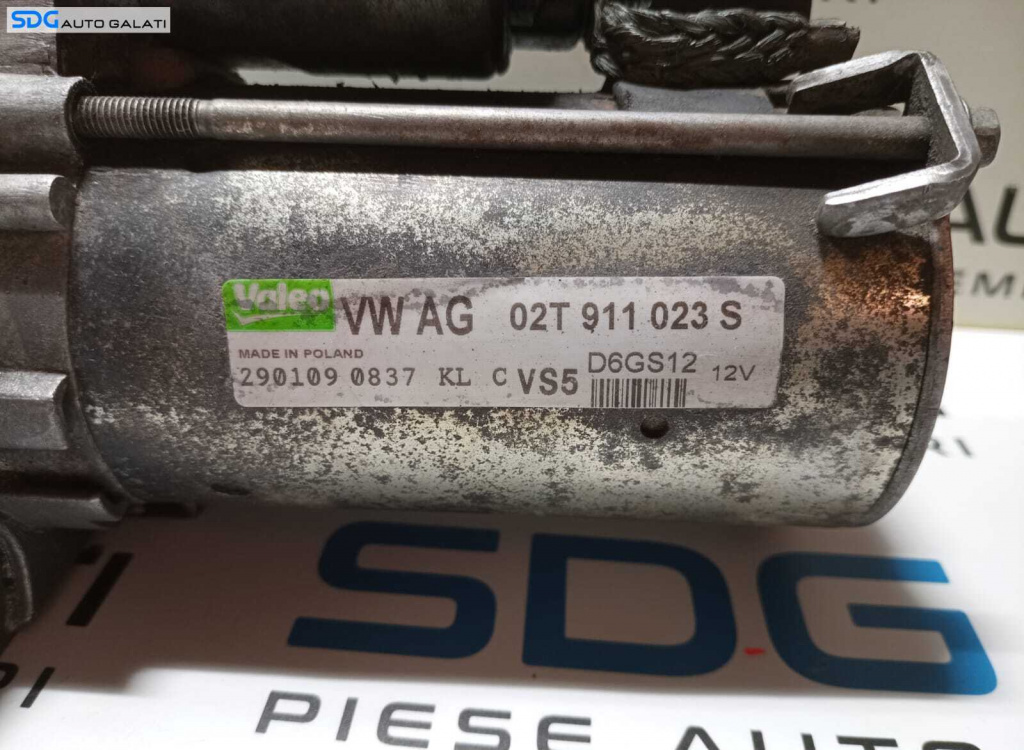 SDG AUTO GALATI
Valeo VW AG 02T 911 023 S
MADE IN POLAND
290109 0837 KL C VS5 D6GS12 12V
SDG
PIESE AUTO